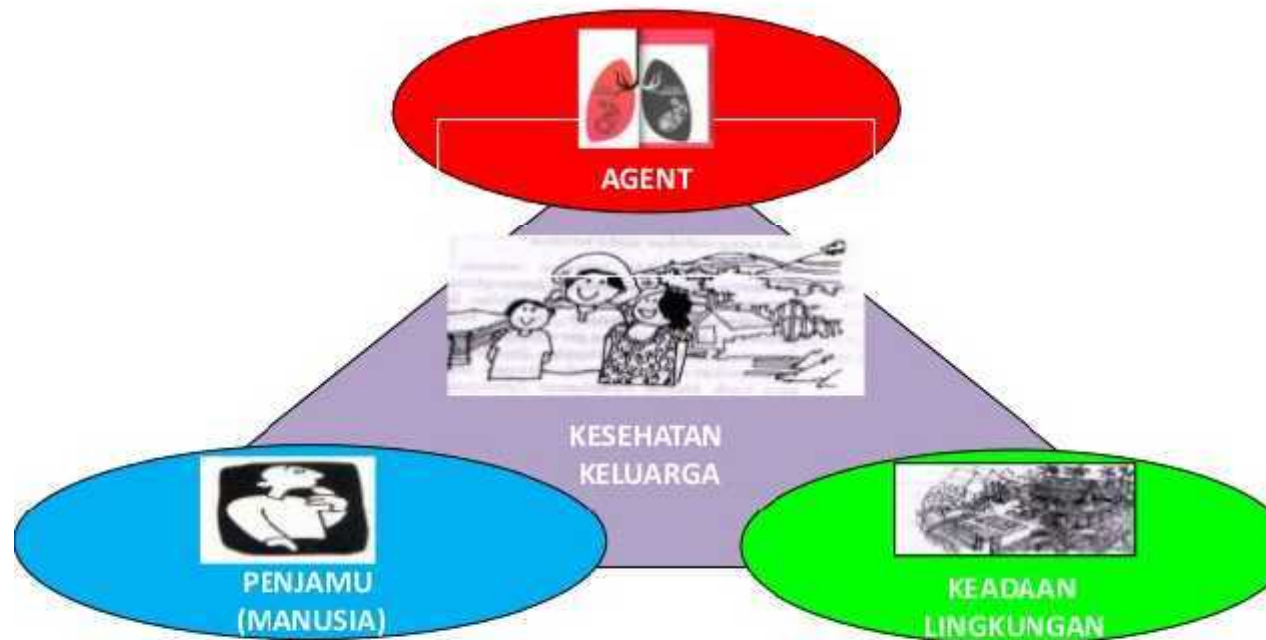 AGENT
KESEHATAN
KELUARGA
PENJAMU
(MANUSIA)
KEADAAN
LINGKUNGAN